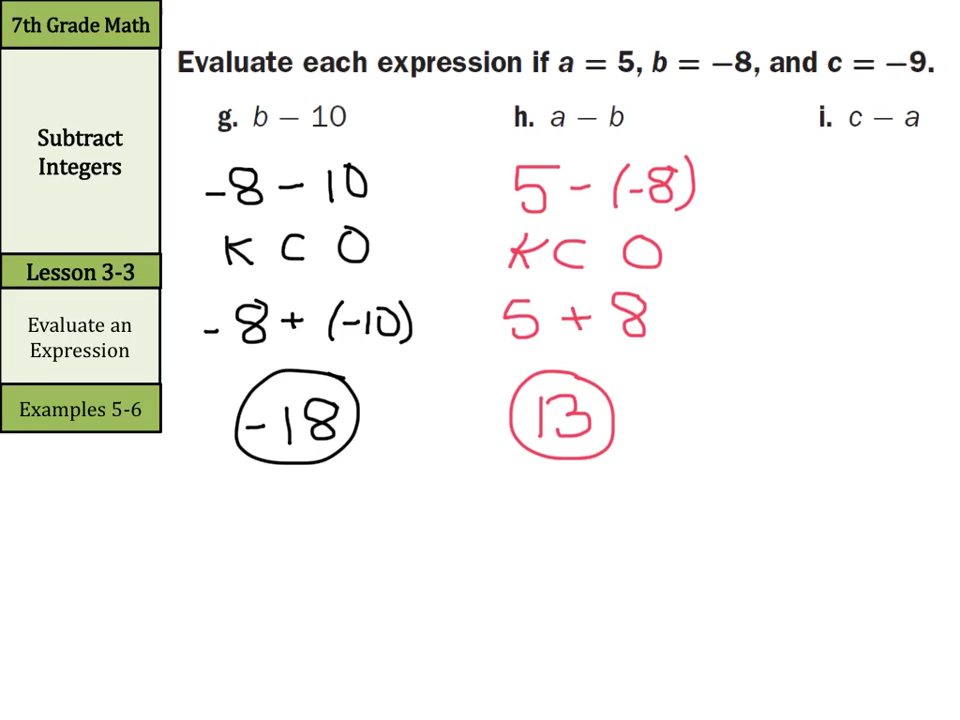 7th Grade Math
Subtract
Integers
Lesson 3-3
Evaluate an
Expression
Examples 5-6
Evaluate each expression if a = 5, b = −8, and c = −9.
g. b − 10
-8 - 10
K C O
-8 + (-10)
-18
h. a − b
5 - (-8)
K C O
5 + 8
13
i. c − a